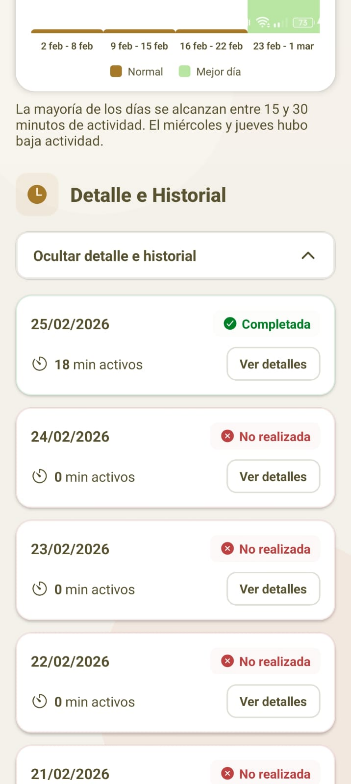 23
2 feb - 8 feb
9 feb - 15 feb
16 feb - 22 feb
23 feb - 1 mar
Normal
Mejor día
La mayoría de los días se alcanzan entre 15 y 30
minutos de actividad. El miércoles y jueves hubo
baja actividad.
Detalle e Historial
Ocultar detalle e historial
25/02/2026
Completada
18 min activos
Ver detalles
24/02/2026
No realizada
0 min activos
Ver detalles
23/02/2026
No realizada
0 min activos
Ver detalles
22/02/2026
No realizada
0 min activos
Ver detalles
21/02/2026
No realizada